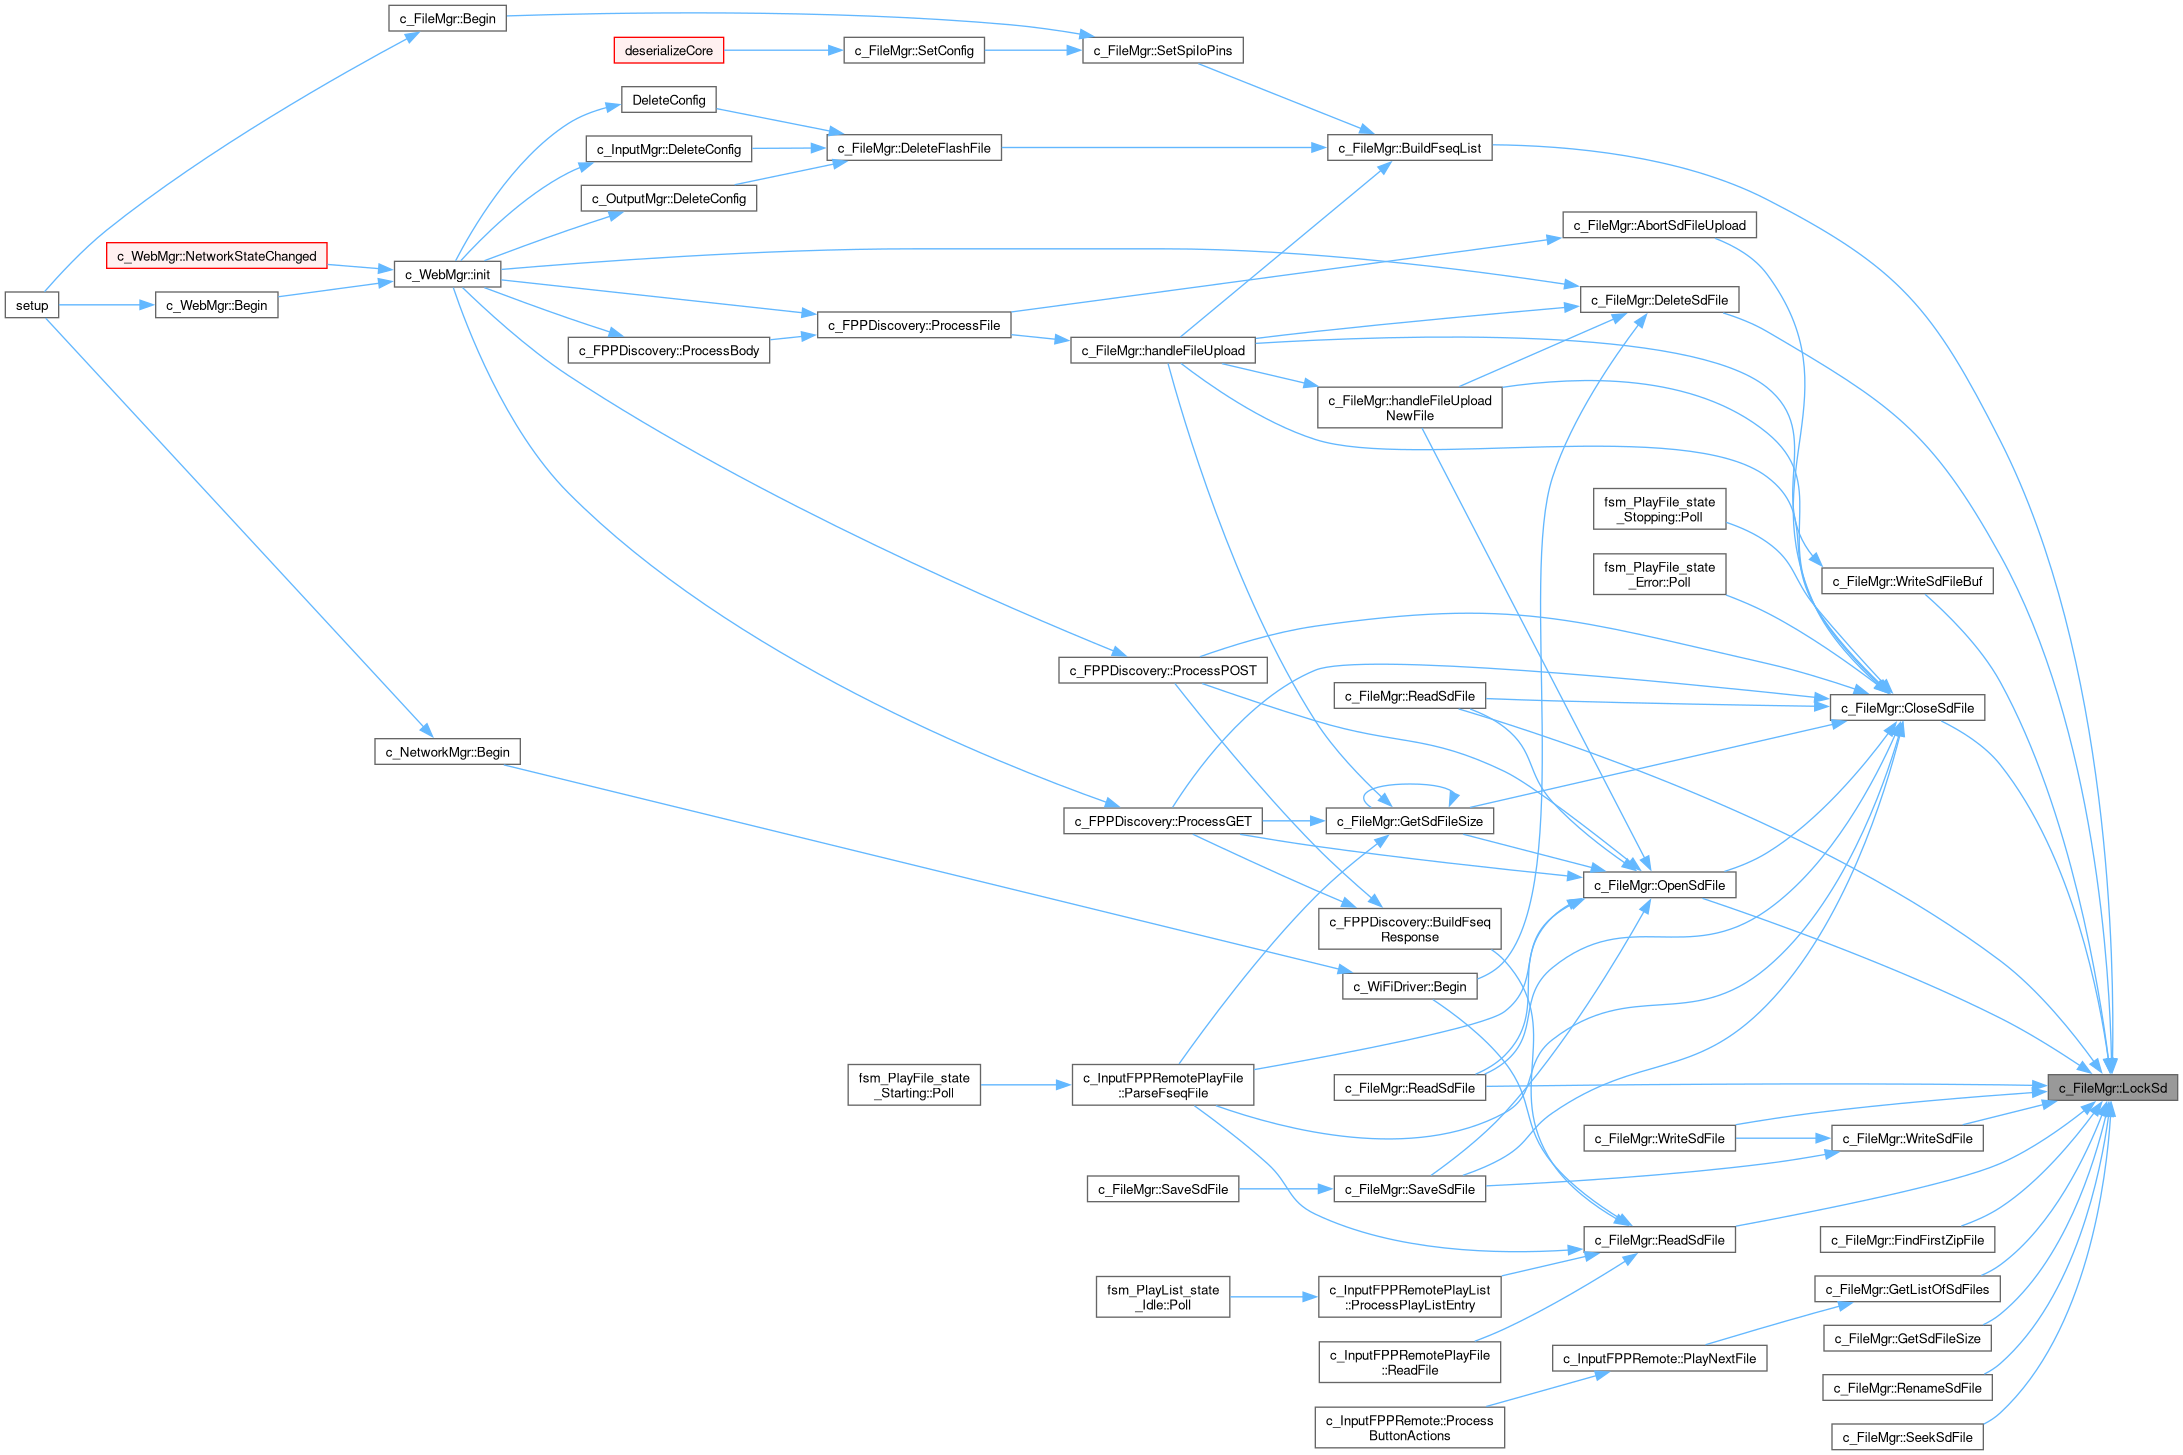 c_FileMgr::Begin
deserializeCore
c_FileMgr::SetConfig
c_FileMgr::SetSpiIoPins
DeleteConfig
c_InputMgr::DeleteConfig
c_FileMgr::DeleteFlashFile
c_FileMgr::BuildFseqList
c_OutputMgr::DeleteConfig
c_FileMgr::AbortSdFileUpload
c_WebMgr::NetworkStateChanged
c_WebMgr::init
setup
c_WebMgr::Begin
c_FileMgr::DeleteSdFile
c_FPPDiscovery::ProcessFile
c_FPPDiscovery::ProcessBody
c_FileMgr::handleFileUpload
c_FileMgr::handleFileUpload
NewFile
fsm_PlayFile_state
_Stopping::Poll
fsm_PlayFile_state
_Error::Poll
c_FileMgr::WriteSdFileBuf
c_FPPDiscovery::ProcessPOST
c_FileMgr::ReadSdFile
c_FileMgr::CloseSdFile
c_NetworkMgr::Begin
c_FPPDiscovery::ProcessGET
c_FileMgr::GetSdFileSize
c_FileMgr::OpenSdFile
c_FPPDiscovery::BuildFseq
Response
c_WiFiDriver::Begin
fsm_PlayFile_state
_Starting::Poll
c_InputFPPRemotePlayFile
::ParseFseqFile
c_FileMgr::ReadSdFile
c_FileMgr::LockSd
c_FileMgr::WriteSdFile
c_FileMgr::WriteSdFile
c_FileMgr::SaveSdFile
c_FileMgr::SaveSdFile
c_FileMgr::ReadSdFile
c_FileMgr::FindFirstZipFile
fsm_PlayList_state
_Idle::Poll
c_InputFPPRemotePlayList
::ProcessPlayListEntry
c_FileMgr::GetListOfSdFiles
c_FileMgr::GetSdFileSize
c_InputFPPRemotePlayFile
::ReadFile
c_InputFPPRemote::PlayNextFile
c_FileMgr::RenameSdFile
c_InputFPPRemote::Process
ButtonActions
c_FileMgr::SeekSdFile